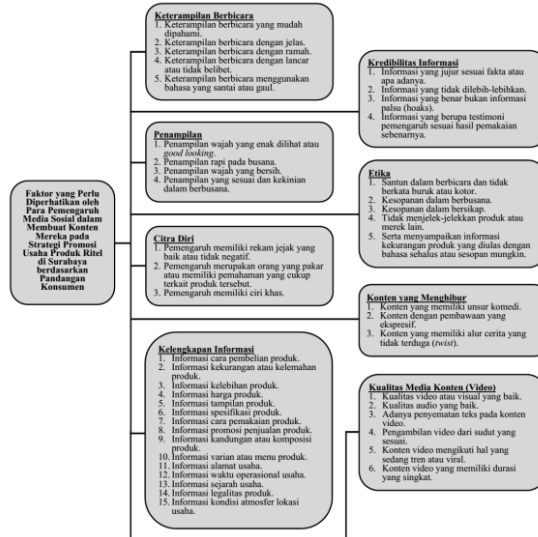 Faktor yang Perlu
Diperhatikan oleh
Para Pemengaruh
Media Sosial dalam
Membuat Konten
Mereka pada
Strategi Promosi
Usaha Produk Ritel
di Surabaya
berdasarkan
Pandangan
Konsumen
Keterampilan Berbicara
1. Keterampilan berbicara yang mudah
dipahami.
2. Keterampilan berbicara dengan jelas.
3. Keterampilan berbicara dengan ramah.
4. Keterampilan berbicara dengan lancar
atau tidak belibet.
5. Keterampilan berbicara menggunakan
bahasa yang santai atau gaul.
Kredibilitas Informasi
1. Informasi yang jujur sesuai fakta atau
apa adanya.
2. Informasi yang tidak dilebih-lebihkan.
3. Informasi yang benar bukan informasi
palsu (hoaks).
4. Informasi yang berupa testimoni
pemengaruh sesuai hasil pemakaian
sebenarnya.
Penampilan
1. Penampilan wajah yang enak dilihat atau
good looking.
2. Penampilan rapi pada busana.
3. Penampilan wajah yang bersih.
4. Penampilan yang sesuai dan kekinian
dalam berbusana.
Etika
1. Santun dalam berbicara dan tidak
berkata buruk atau kotor.
2. Kesopanan dalam berbusana.
3. Kesopanan dalam bersikap.
4. Tidak menjelek-jelekkan produk atau
merek lain.
5. Serta menyampaikan informasi
kekurangan produk yang diulas dengan
bahasa sehalus atau sesopan mungkin.
Citra Diri
1. Pemengaruh memiliki rekam jejak yang
baik atau tidak negatif.
2. Pemengaruh merupakan orang yang pakar
atau memiliki pemahaman yang cukup
terkait produk tersebut.
3. Pemengaruh memiliki ciri khas.
Konten yang Menghibur
1. Konten yang memiliki unsur komedi.
2. Konten dengan pembawaan yang
ekspresif.
3. Konten yang memiliki alur cerita yang
tidak terduga (twist).
Kelengkapan Informasi
1. Informasi cara pembelian produk.
2. Informasi kekurangan atau kelemahan
produk.
3. Informasi kelebihan produk.
4. Informasi harga produk.
5. Informasi tampilan produk.
6. Informasi spesifikasi produk.
7. Informasi cara pemakaian produk.
8. Informasi promosi penjualan produk.
9. Informasi kandungan atau komposisi
produk.
10. Informasi varian atau menu produk.
11. Informasi alamat usaha.
12. Informasi waktu operasional usaha.
13. Informasi sejarah usaha.
14. Informasi legalitas produk.
15. Informasi kondisi atmosfer lokasi
usaha.
Kualitas Media Konten (Video)
1. Kualitas video atau visual yang baik.
2. Kualitas audio yang baik.
3. Adanya penyematan teks pada konten
video.
4. Pengambilan video dari sudut yang
sesuai.
5. Konten video mengikuti hal yang
sedang tren atau viral.
6. Konten video yang memiliki durasi
yang singkat.